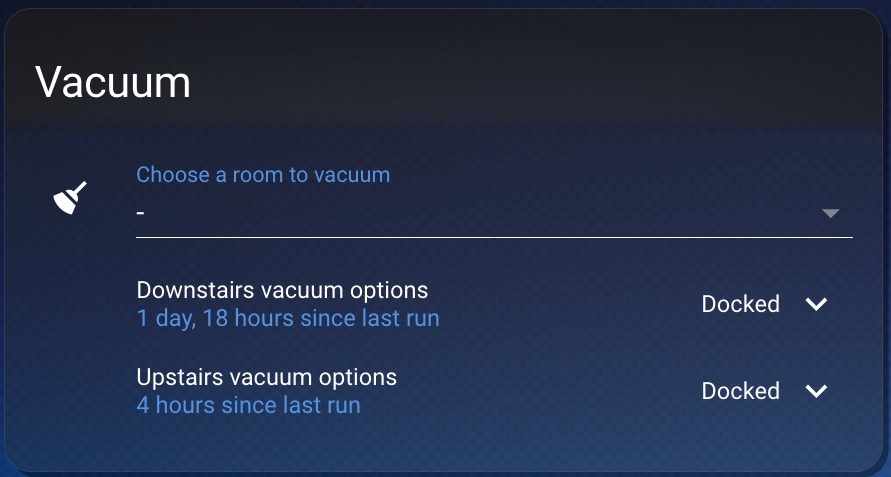 Vacuum
Choose a room to vacuum
-
Downstairs vacuum options
1 day, 18 hours since last run
Docked
Upstairs vacuum options
4 hours since last run
Docked